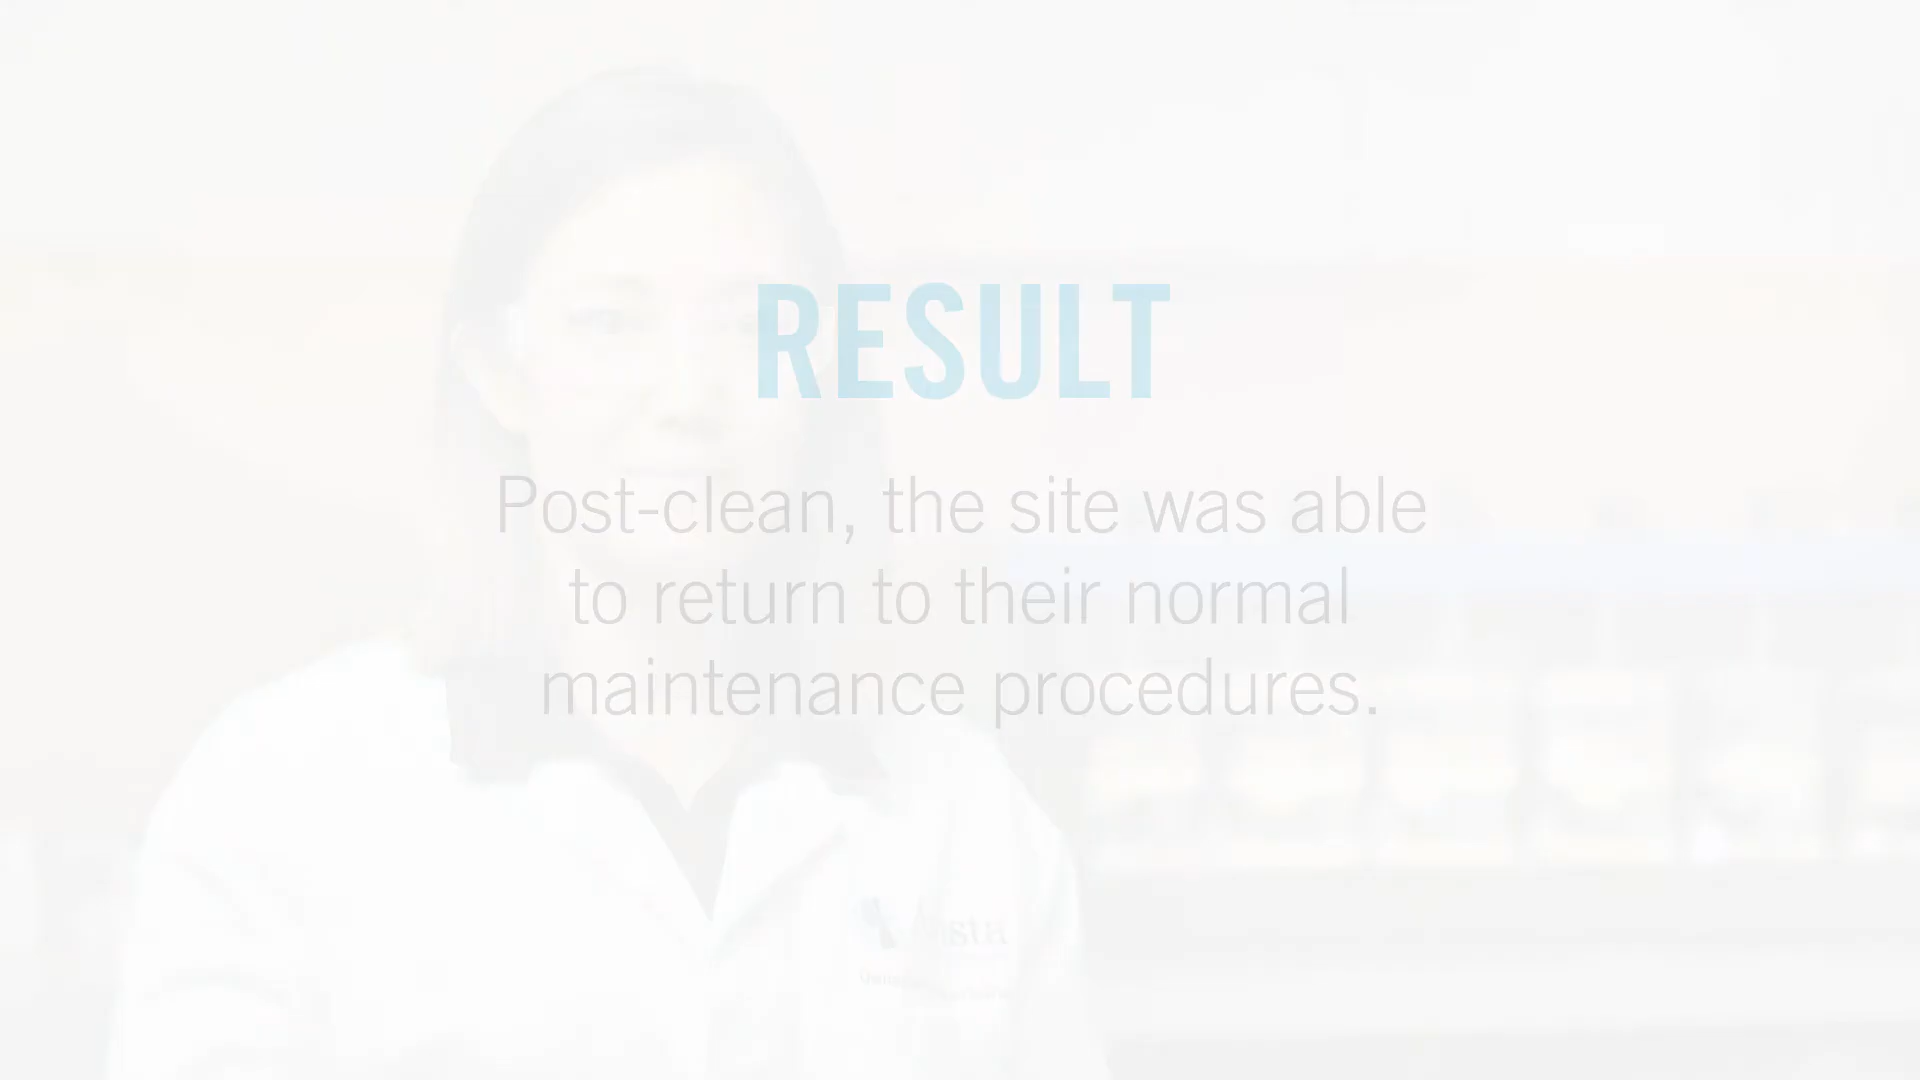 RESULT
Post-clean, the site was able
to return to their normal
maintenance procedures.